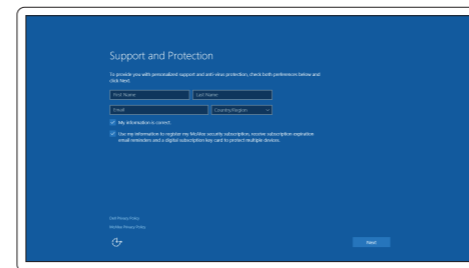 Support and Protection
To provide you with personalized support and anti-virus protection, check both preferences below and
click Next.
First Name
Last Name
Email
Country/Region
My information is correct.
Use my information to register my McAfee security subscription, receive subscription expiration
email reminders and a digital subscription key card to protect multiple devices.
Dell Privacy Policy
McAfee Privacy Policy
Next